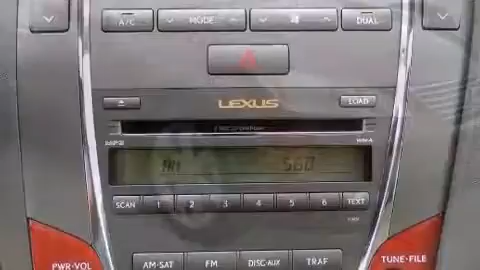 A/C MODE DUAL
LEXUS
LOAD
560
SCAN 1 2 3 4 5 6 TEXT
PWR·VOL AM·SAT FM DISC·AUX TRAF TUNE·FILE